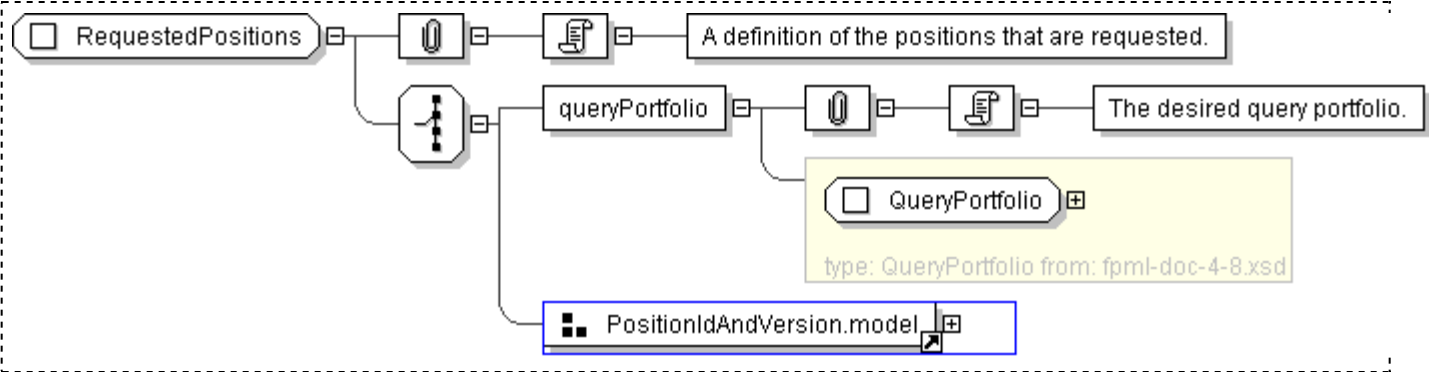 RequestedPositions
A definition of the positions that are requested.
queryPortfolio
The desired query portfolio.
QueryPortfolio
type: QueryPortfolio from: fpml-doc-4-8.xsd
PositionIdAndVersion.model